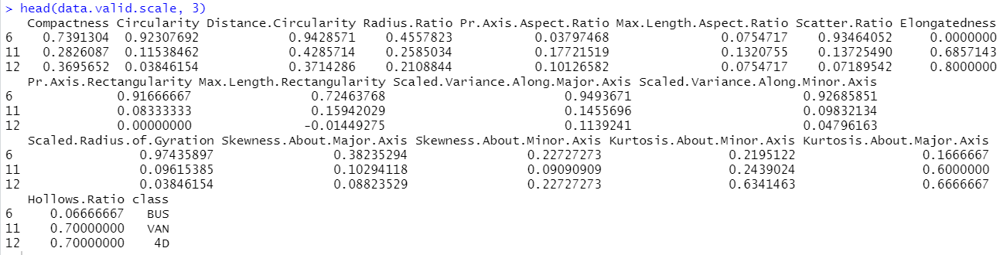 > head(data.valid.scale, 3)
Compactness Circularity Distance.Circularity Radius.Ratio Pr.Axis.Aspect.Ratio Max.Length.Aspect.Ratio Scatter.Ratio Elongatedness
6 0.7391304 0.92307692 0.9428571 0.4557823 0.03797468 0.0754717 0.93464052 0.0000000
11 0.2826087 0.11538462 0.4285714 0.2585034 0.17721519 0.1320755 0.13725490 0.6857143
12 0.3695652 0.03846154 0.3714286 0.2108844 0.10126582 0.0754717 0.07189542 0.8000000
Pr.Axis.Rectangularity Max.Length.Rectangularity Scaled.Variance.Along.Major.Axis Scaled.Variance.Along.Minor.Axis
6 0.91666667 0.72463768 0.9493671 0.92685851
11 0.08333333 0.15942029 0.1455696 0.09832134
12 0.00000000 -0.01449275 0.1139241 0.04796163
Scaled.Radius.of.Gyration Skewness.About.Major.Axis Skewness.About.Minor.Axis Kurtosis.About.Minor.Axis Kurtosis.About.Major.Axis
6 0.97435897 0.38235294 0.22727273 0.2195122 0.1666667
11 0.09615385 0.10294118 0.09090909 0.2439024 0.6000000
12 0.03846154 0.08823529 0.22727273 0.6341463 0.6666667
Hollows.Ratio class
6 0.06666667 BUS
11 0.70000000 VAN
12 0.70000000 4D